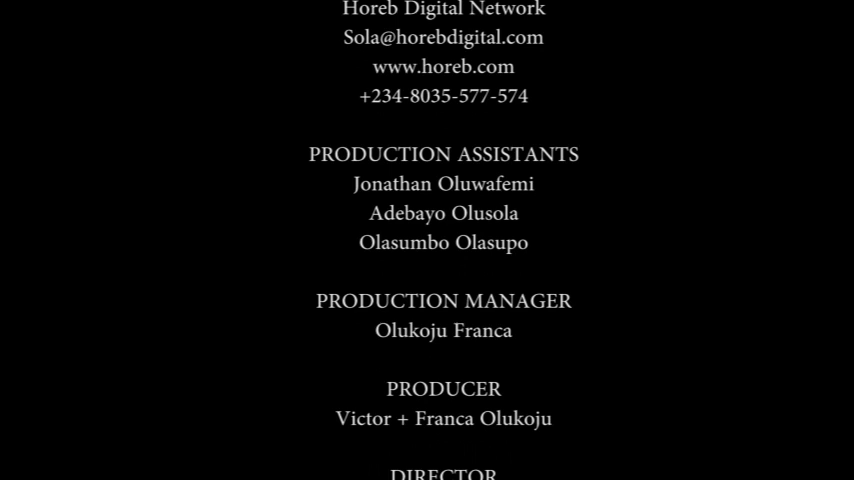 Horeb Digital Network
Sola@horebdigital.com
www.horeb.com
+234-8035-577-574
PRODUCTION ASSISTANTS
Jonathan Oluwafemi
Adebayo Olusola
Olasumbo Olasupo
PRODUCTION MANAGER
Olukoju Franca
PRODUCER
Victor + Franca Olukoju
DIRECTOR